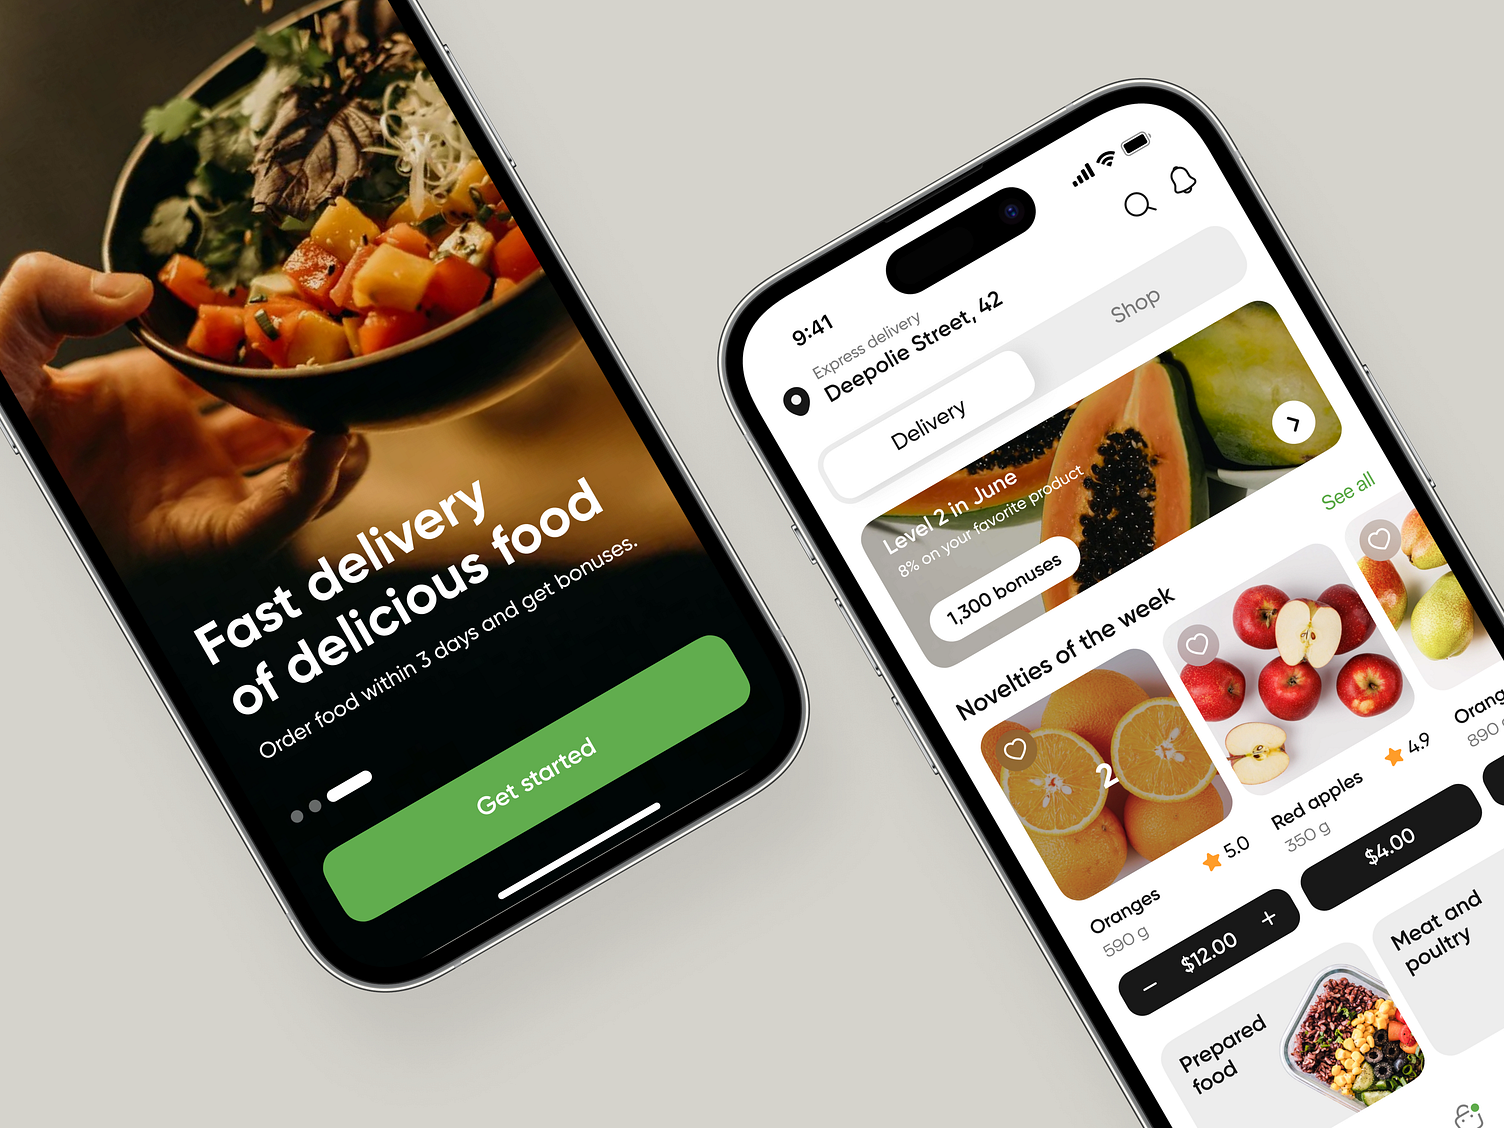 Fast delivery
of delicious food
Order food within 3 days and get bonuses.
Get started
9:41
Express delivery
Deepolie Street, 42
Delivery
Shop
Level 2 in June
8% on your favorite product
1,300 bonuses
Novelties of the week
See all
2
Oranges
5.0
590 g
$12.00
Red apples
4.9
350 g
$4.00
890
Prepared
food
Meat and
poultry